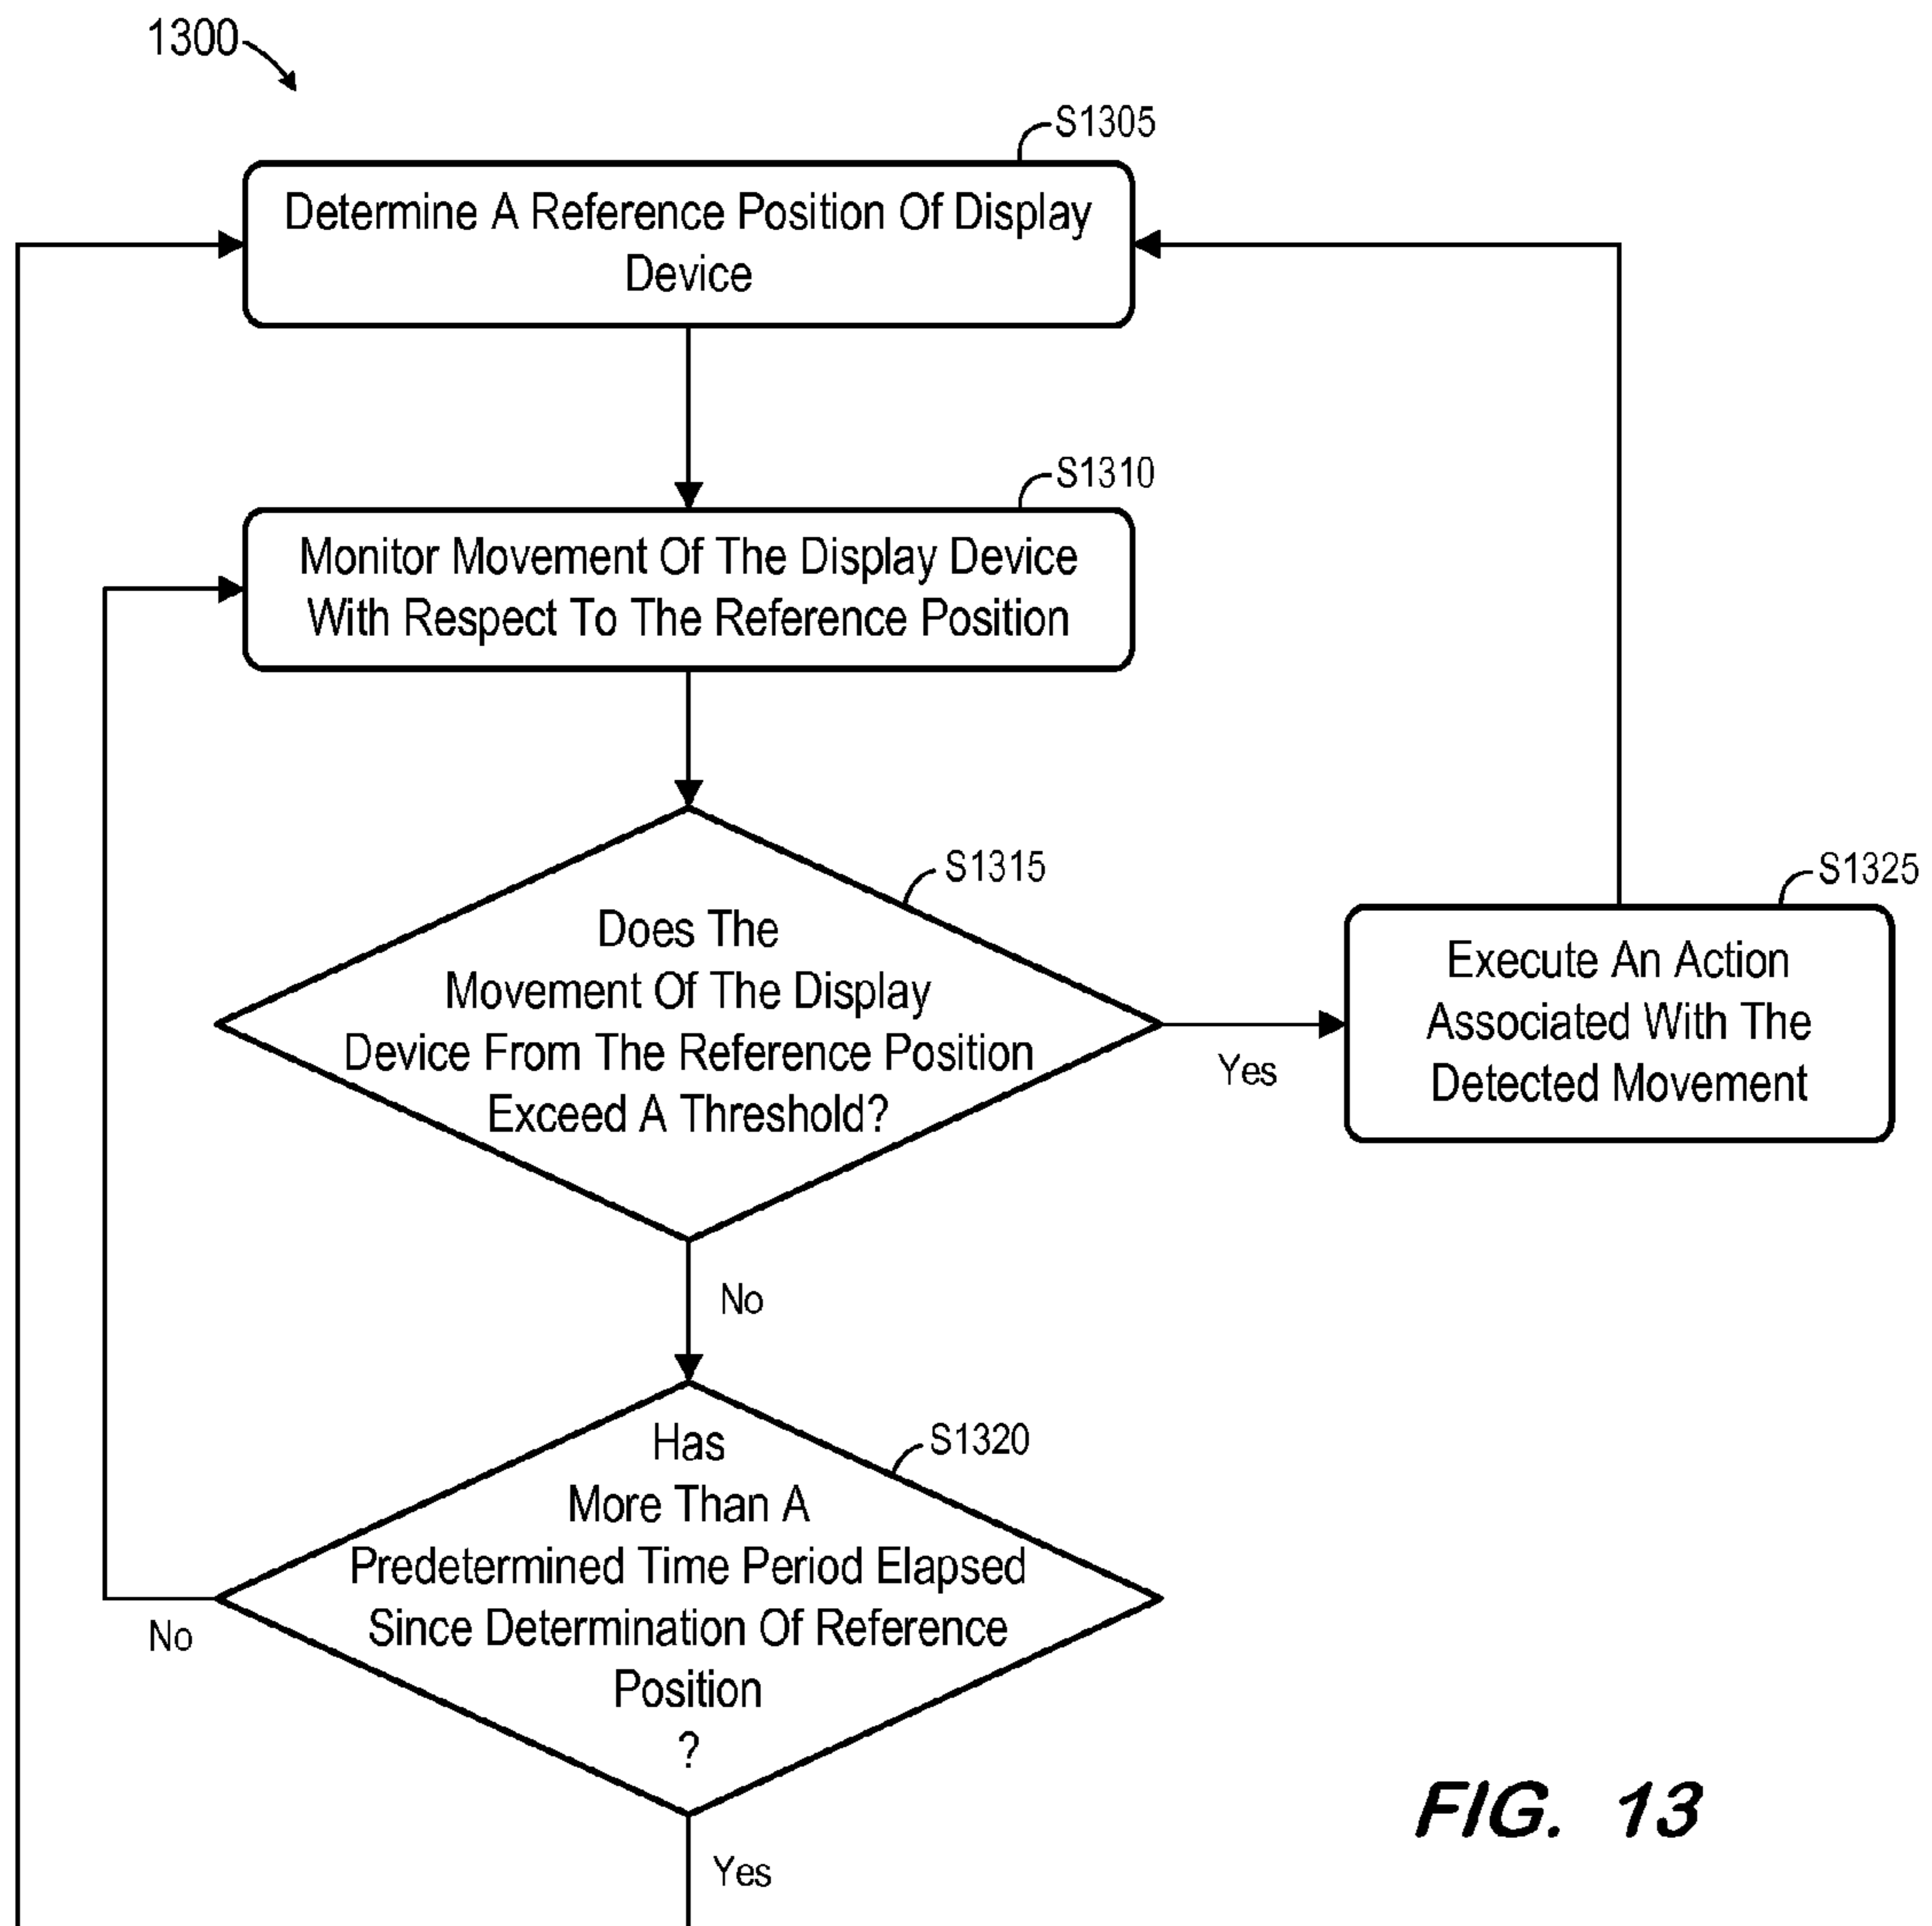 1300
S1305
Determine A Reference Position Of Display
Device
S1310
Monitor Movement Of The Display Device
With Respect To The Reference Position
S1315
Does The
Movement Of The Display
Device From The Reference Position
Exceed A Threshold?
Yes
S1325
Execute An Action
Associated With The
Detected Movement
No
S1320
Has
More Than A
Predetermined Time Period Elapsed
Since Determination Of Reference
Position
?
No
Yes
FIG. 13